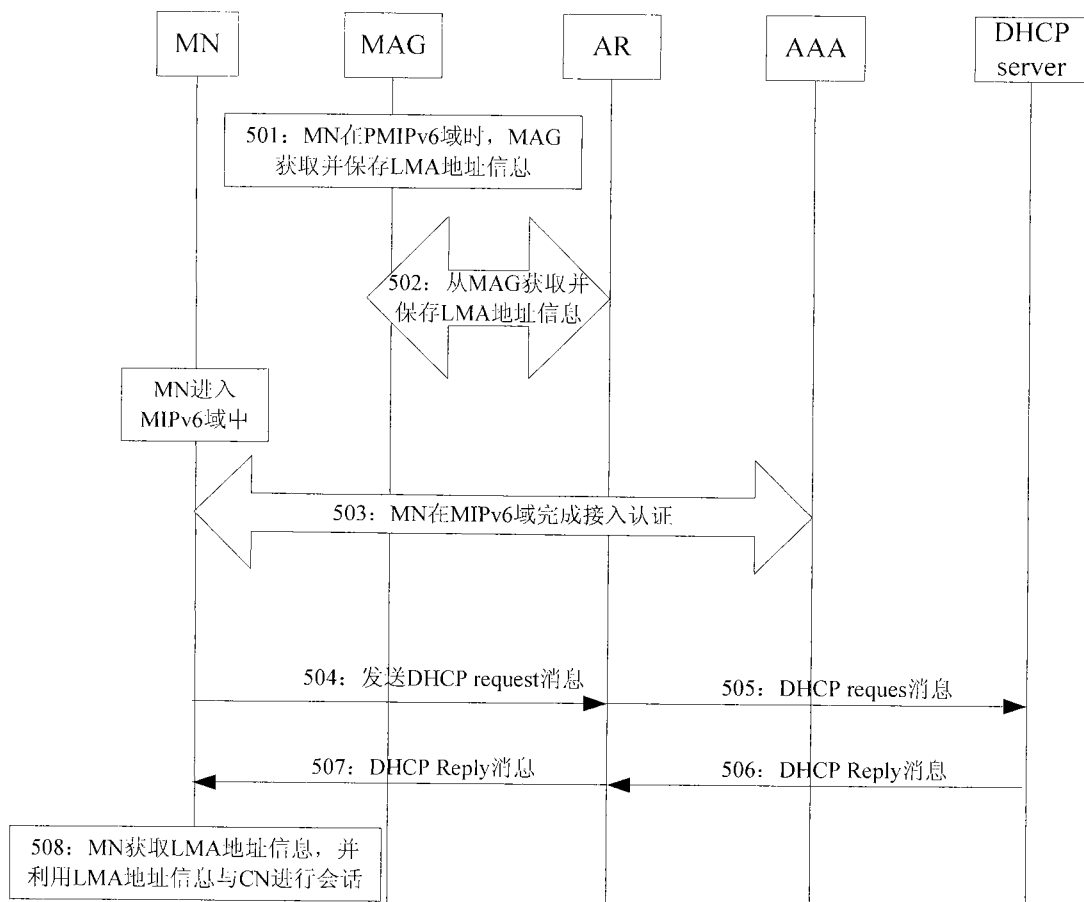 MN
MAG
AR
AAA
DHCP
server
501：MN在PMIPv6域时，MAG
获取并保存LMA地址信息
502：从MAG获取并
保存LMA地址信息
MN进入
MIPv6域中
503：MN在MIPv6域完成接入认证
504：发送DHCP request消息
505：DHCP reques消息
507：DHCP Reply消息
506：DHCP Reply消息
508：MN获取LMA地址信息，并
利用LMA地址信息与CN进行会话